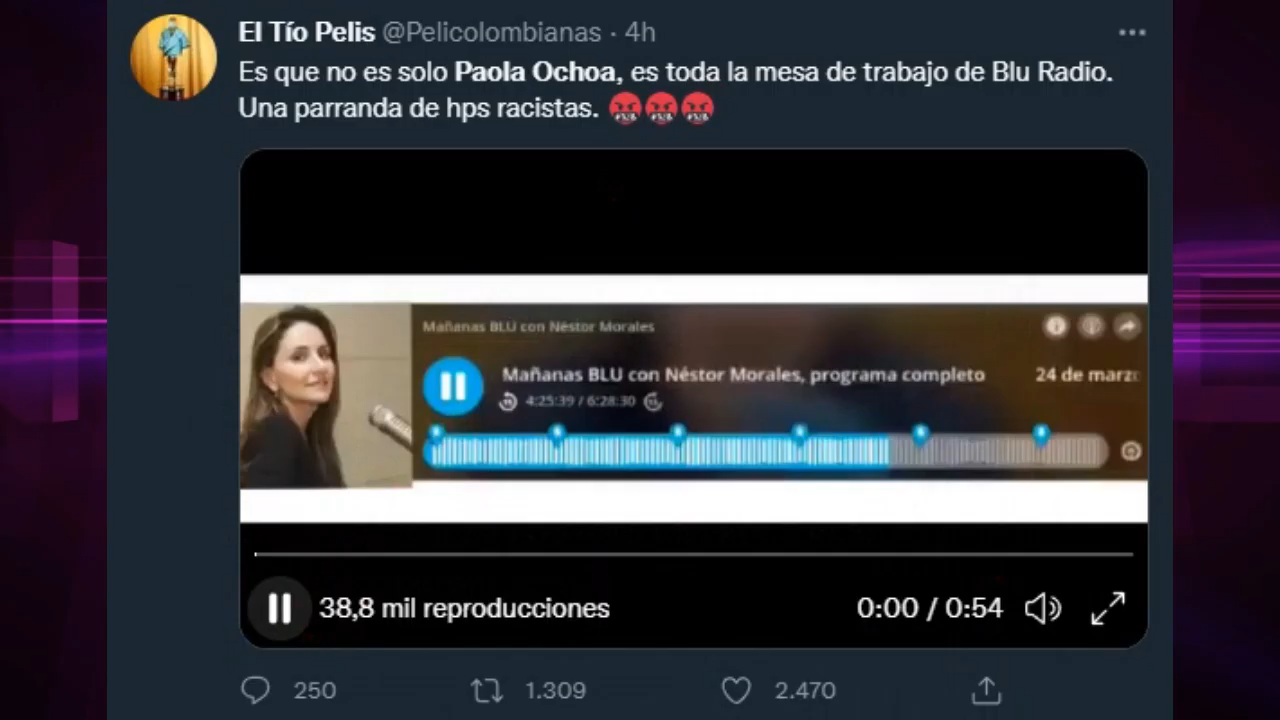 El Tío Pelis @Pelicolombianas · 4h
Es que no es solo Paola Ochoa, es toda la mesa de trabajo de Blu Radio.
Una parranda de hps racistas. 🤬🤬🤬
Mañanas BLU con Néstor Morales
Mañanas BLU con Néstor Morales, programa completo 24 de marzo
4:25:39 / 6:28:30
38,8 mil reproducciones 0:00 / 0:54
250 1.309 2.470